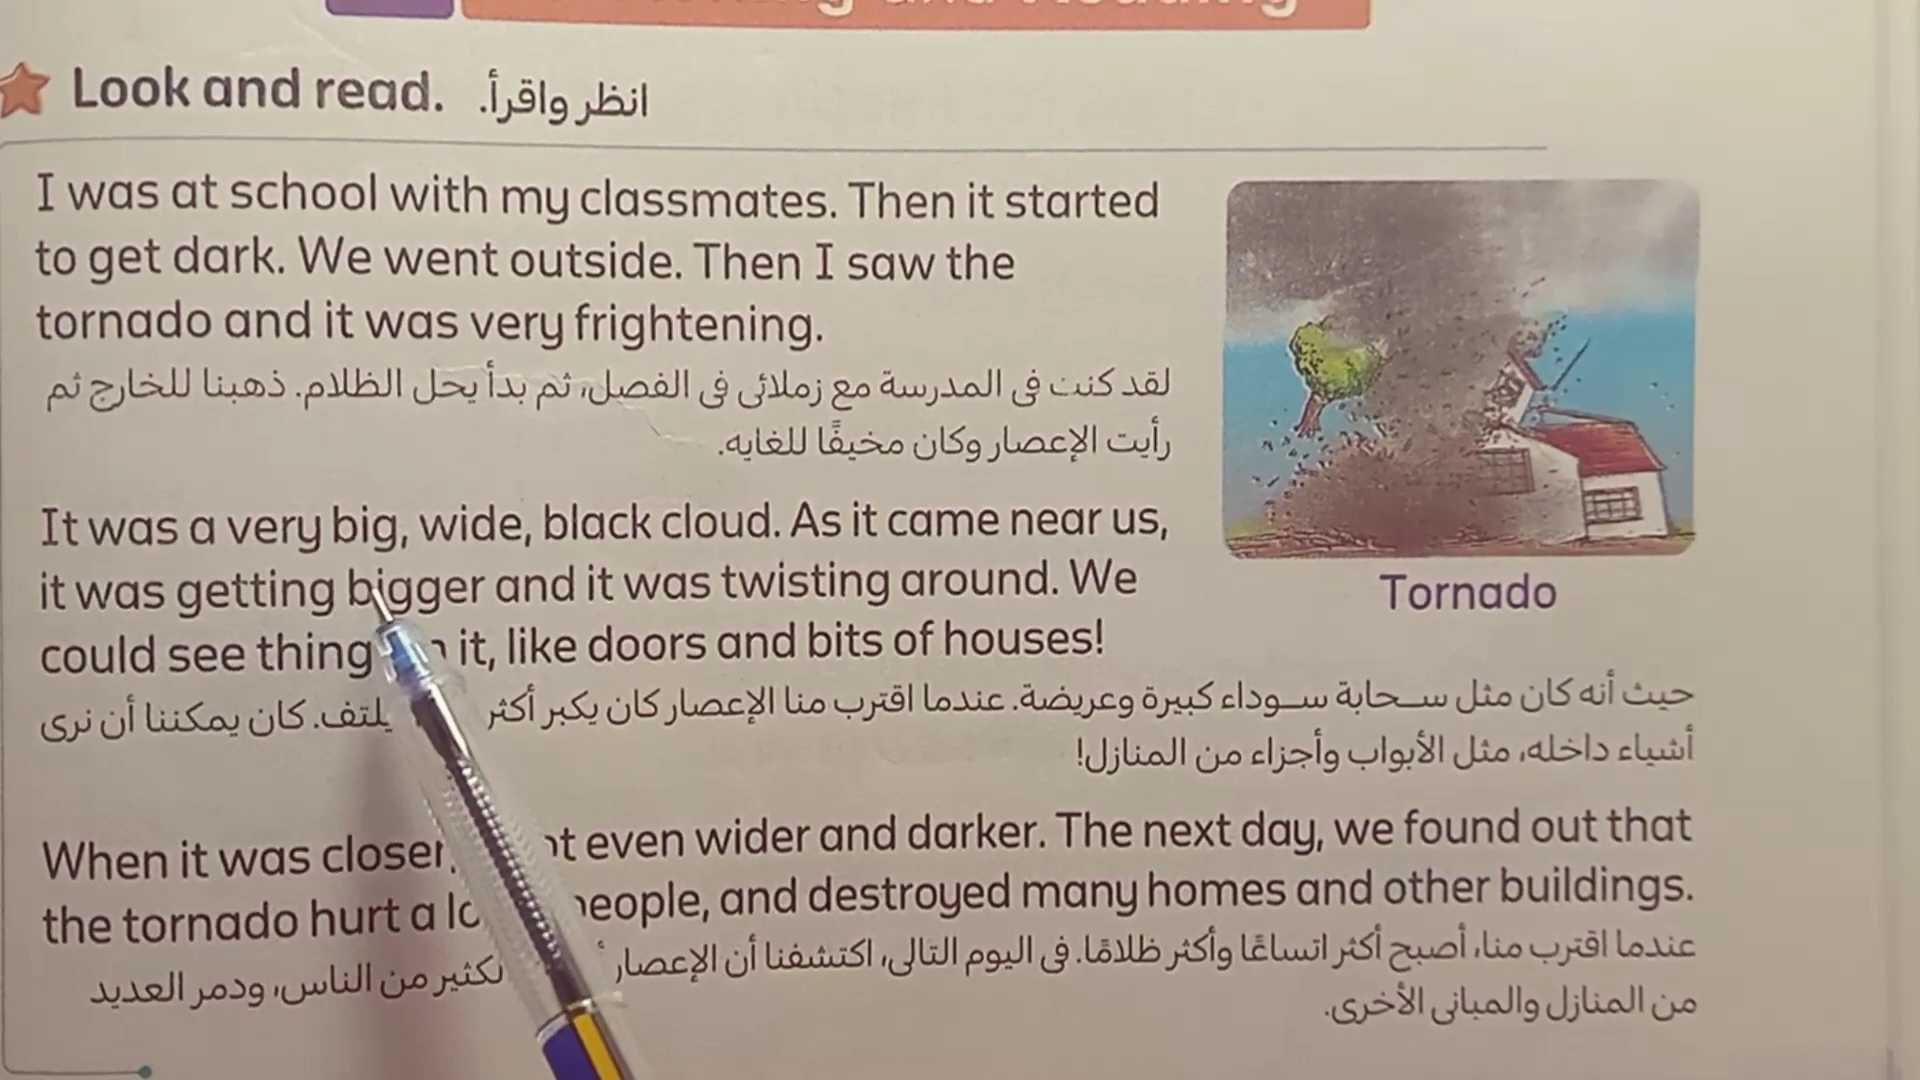 and Reading
Look and read. انظر واقرأ.
I was at school with my classmates. Then it started
to get dark. We went outside. Then I saw the
tornado and it was very frightening.
لقد كنت فى المدرسة مع زملائى فى الفصل، ثم بدأ يحل الظلام. ذهبنا للخارج ثم
رأيت الإعصار وكان مخيفًا للغايه.
It was a very big, wide, black cloud. As it came near us,
it was getting bigger and it was twisting around. We
could see thing it, like doors and bits of houses!
حيث أنه كان مثل سحابة سوداء كبيرة وعريضة. عندما اقترب منا الإعصار كان يكبر أكثر يلتف. كان يمكننا أن نرى
أشياء داخله، مثل الأبواب وأجزاء من المنازل!
Tornado
When it was closer, even wider and darker. The next day, we found out that
the tornado hurt a people, and destroyed many homes and other buildings.
عندما اقترب منا، أصبح أكثر اتساعًا وأكثر ظلامًا. فى اليوم التالى، اكتشفنا أن الإعصار لكثير من الناس، ودمر العديد
من المنازل والمبانى الأخرى.